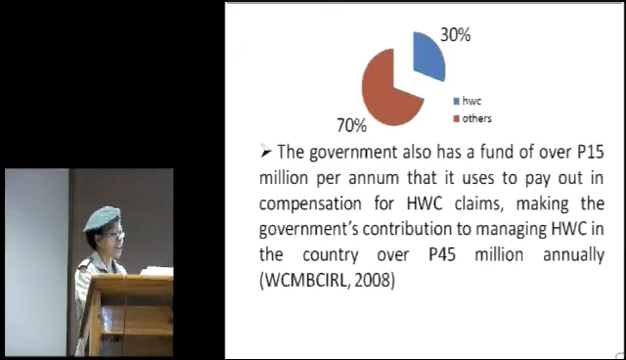 30%
hwc
others
70%
➢ The government also has a fund of over P15
million per annum that it uses to pay out in
compensation for HWC claims, making the
government's contribution to managing HWC in
the country over P45 million annually
(WCMBCIRL, 2008)